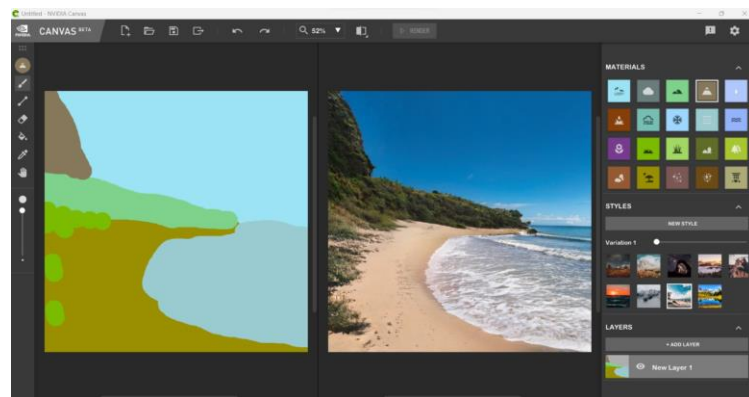 Untitled - NVIDIA Canvas
NVIDIA. CANVAS BETA
52%
RENDER
MATERIALS
STYLES
NEW STYLE
Variation 1
LAYERS
+ ADD LAYER
New Layer 1